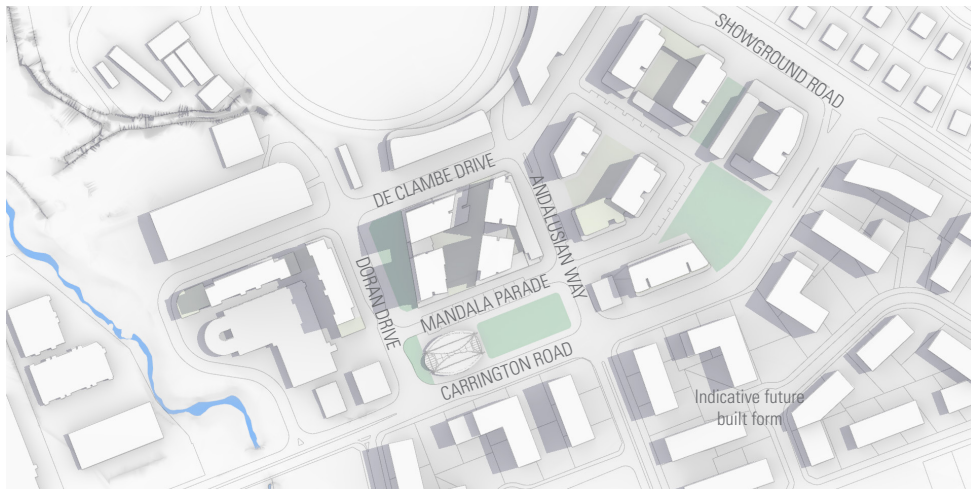 SHOWGROUND ROAD
DE CLAMBE DRIVE
ANDALUSIAN WAY
DORAN DRIVE
MANDALA PARADE
CARRINGTON ROAD
Indicative future
built form